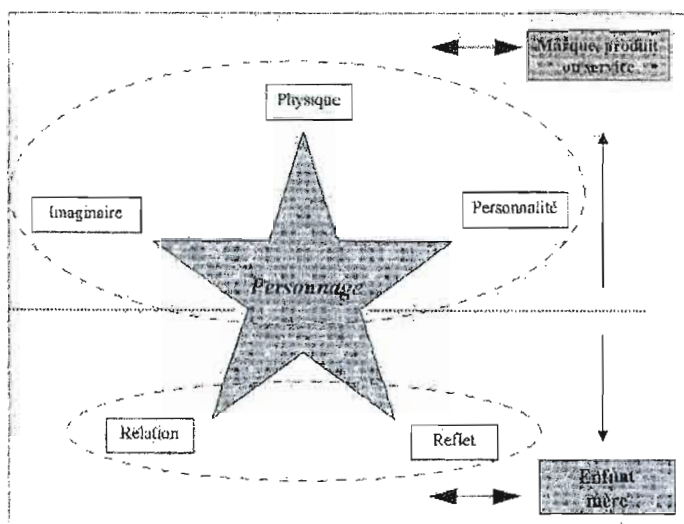 Marque, produit
ou service
Physique
Imaginaire
Personnalité
Personnage
Relation
Reflet
Enfant
mère